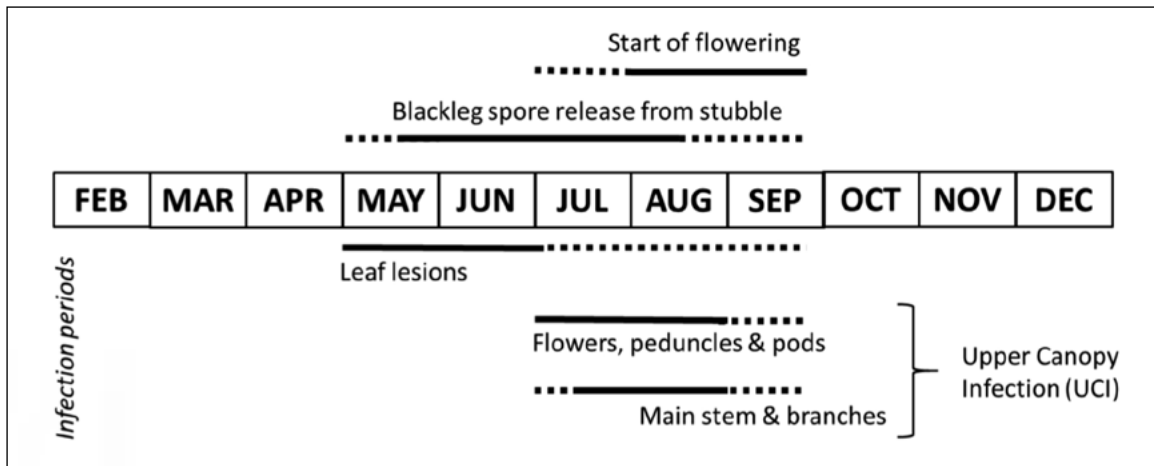 Start of flowering
Blackleg spore release from stubble
FEB MAR APR MAY JUN JUL AUG SEP OCT NOV DEC
Infection periods
Leaf lesions
Flowers, peduncles & pods
Main stem & branches
Upper Canopy
Infection (UCI)